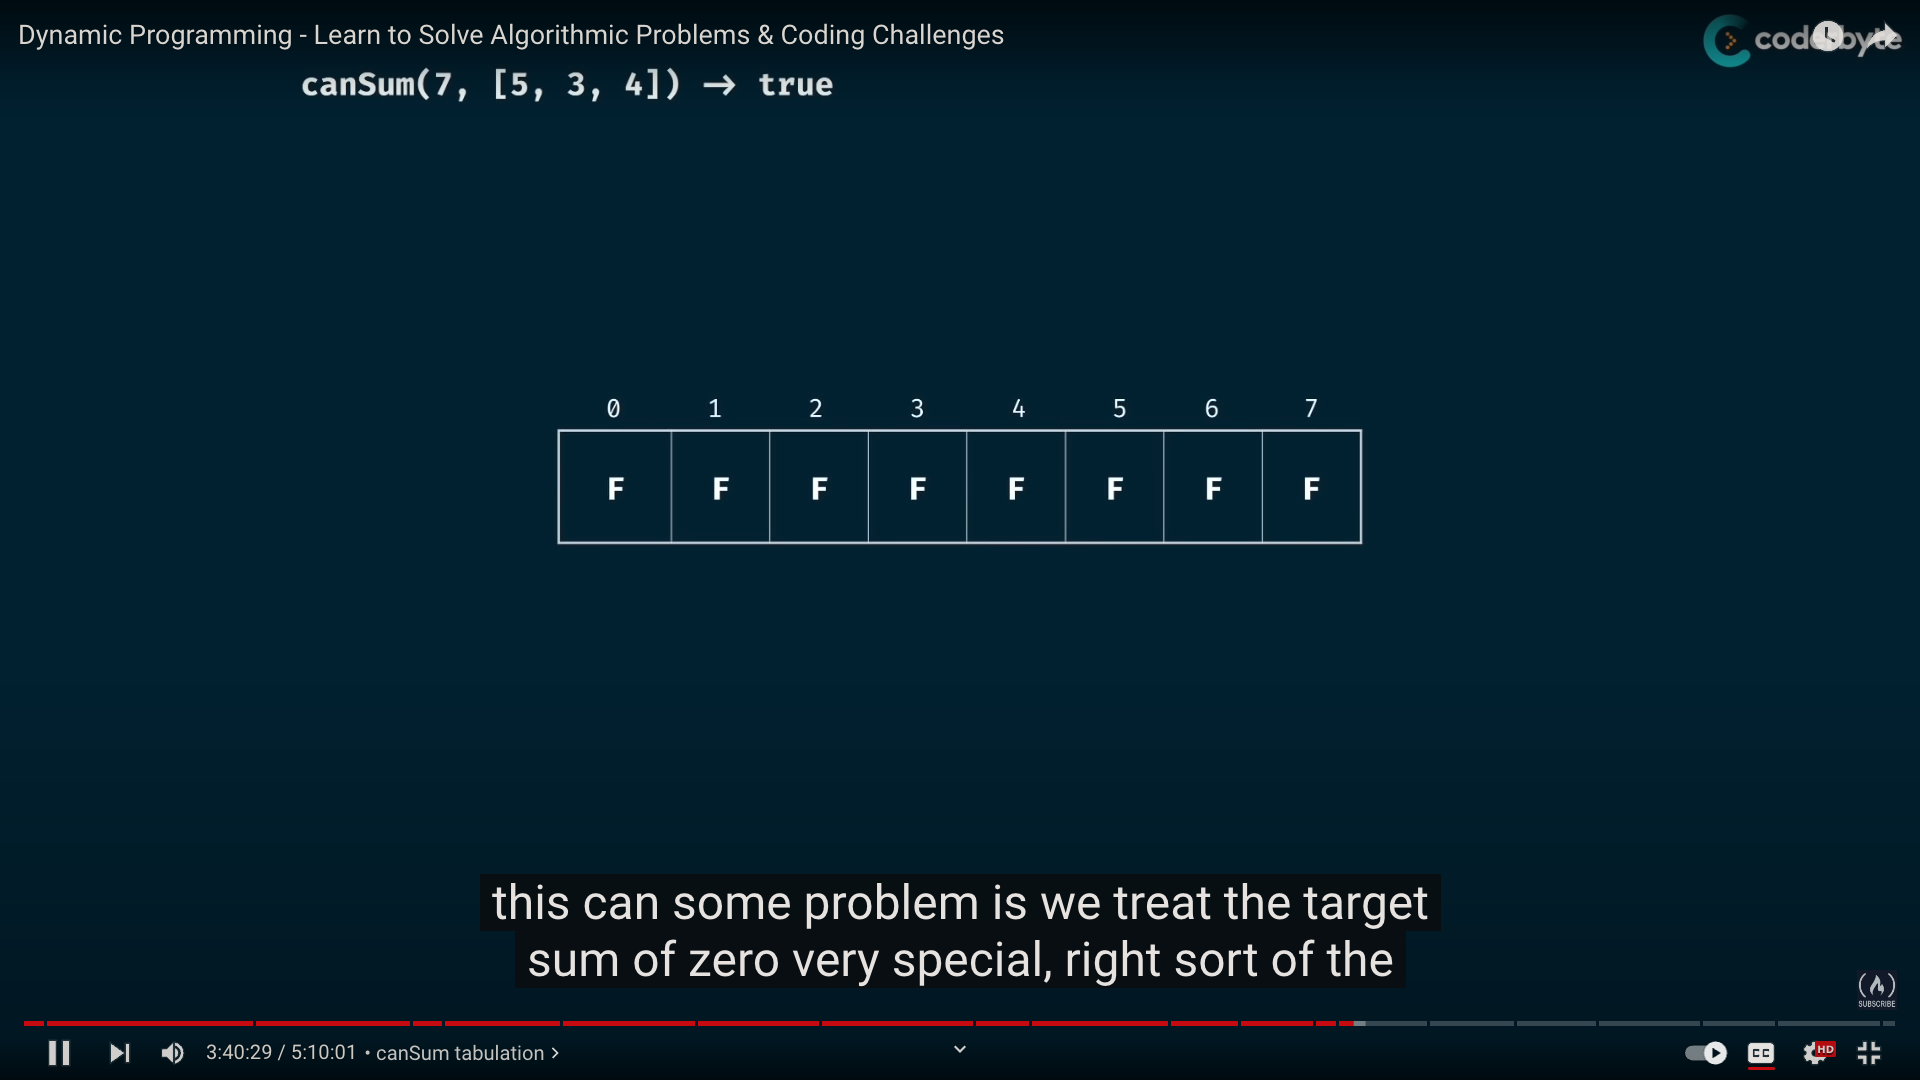 Dynamic Programming - Learn to Solve Algorithmic Problems & Coding Challenges
coderbyte
canSum(7, [5, 3, 4]) → true
0 1 2 3 4 5 6 7
F F F F F F F F
this can some problem is we treat the target
sum of zero very special, right sort of the
SUBSCRIBE
3:40:29 / 5:10:01 • canSum tabulation >
CC
HD